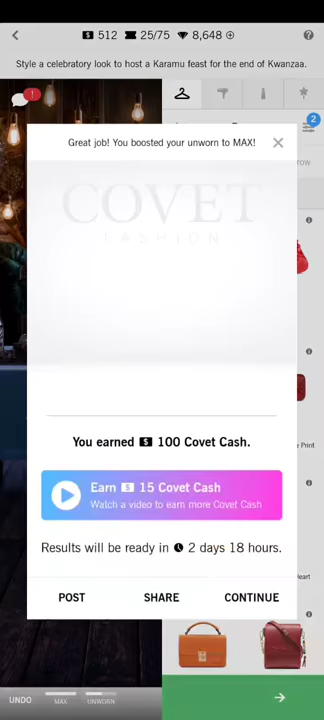 512 25/75 8,648
Style a celebratory look to host a Karamu feast for the end of Kwanzaa.
2
Great job! You boosted your unworn to MAX!
COVET
FASHION
You earned 100 Covet Cash.
Earn 15 Covet Cash
Watch a video to earn more Covet Cash
Results will be ready in 2 days 18 hours.
POST SHARE CONTINUE
Print
UNDO MAX UNWORN